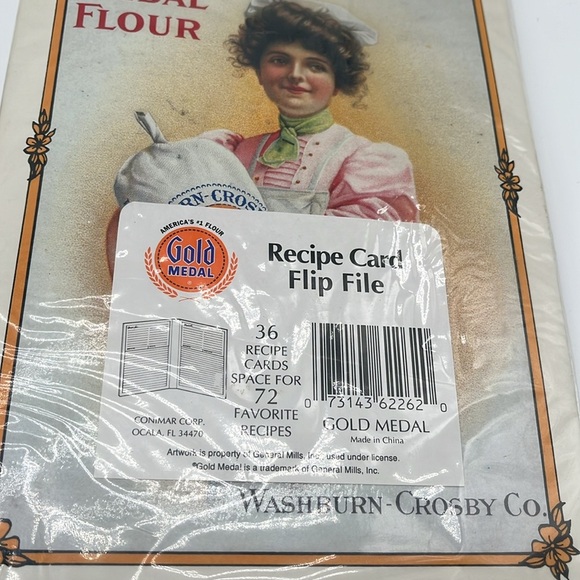 FLOUR
RN-CROS
AMERICA'S #1 FLOUR
Gold
MEDAL
Recipe Card
Flip File
36
RECIPE
CARDS
SPACE FOR
72
FAVORITE
RECIPES
0 73143 62262 0
GOLD MEDAL
Made in China
CONIMAR CORP.
OCALA, FL 34470
Artwork is property of General Mills, Inc., used under license.
®Gold Medal is a trademark of General Mills, Inc.
WASHBURN-CROSBY CO.